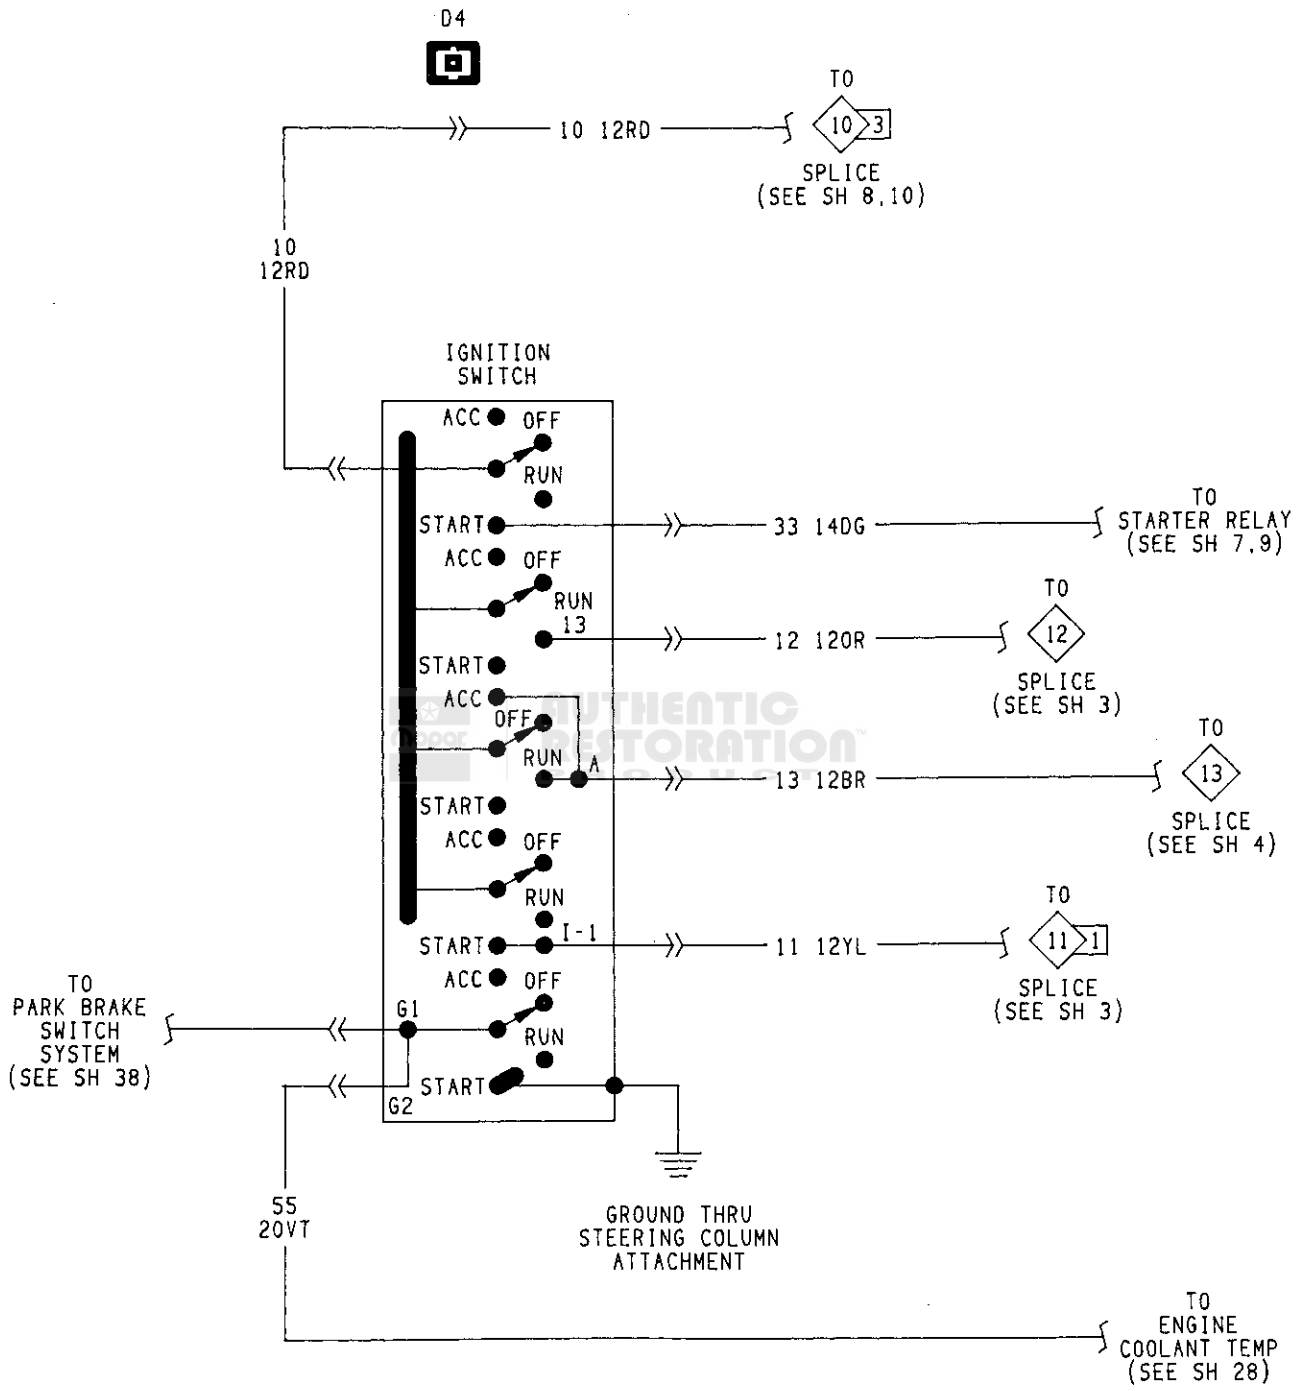 D4
TO
10 3
10 12RD
SPLICE
(SEE SH 8,10)
10
12RD
IGNITION
SWITCH
ACC
OFF
RUN
START
33 14DG
TO
STARTER RELAY
(SEE SH 7,9)
ACC
OFF
RUN
13
12 12OR
TO
12
SPLICE
(SEE SH 3)
START
ACC
OFF
RUN
A
13 12BR
TO
13
SPLICE
(SEE SH 4)
START
ACC
OFF
RUN
START
I-1
11 12YL
TO
11 1
SPLICE
(SEE SH 3)
ACC
OFF
RUN
START
G1
G2
TO
PARK BRAKE
SWITCH
SYSTEM
(SEE SH 38)
55
20VT
GROUND THRU
STEERING COLUMN
ATTACHMENT
TO
ENGINE
COOLANT TEMP
(SEE SH 28)
Mopar
AUTHENTIC
RESTORATION™